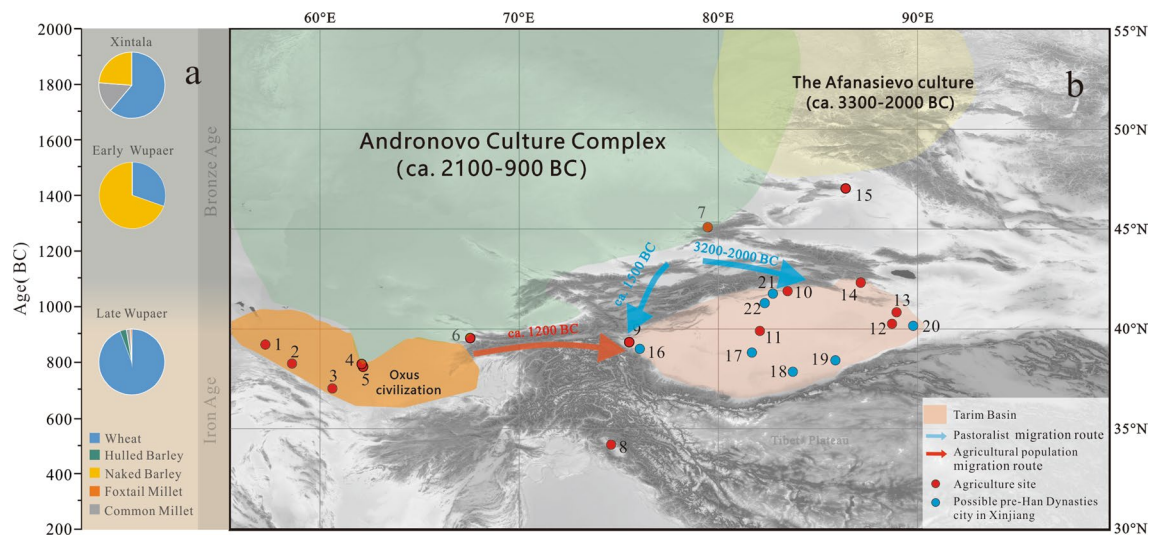 60°E
70°E
80°E
90°E
2000
1800
1600
1400
1200
1000
800
600
400
200
Age( BC)
a
Xintala
Early Wupaer
Late Wupaer
Bronze Age
Iron Age
Wheat
Hulled Barley
Naked Barley
Foxtail Millet
Common Millet
b
55°N
50°N
45°N
40°N
35°N
30°N
Andronovo Culture Complex
(ca. 2100-900 BC)
The Afanasievo culture
(ca. 3300-2000 BC)
Oxus
civilization
ca. 1500 BC
3200-2000 BC
ca. 1200 BC
Tibet Plateau
1
2
3
4
5
6
7
8
9
10
11
12
13
14
15
16
17
18
19
20
21
22
Tarim Basin
Pastoralist migration route
Agricultural population
migration route
Agriculture site
Possible pre-Han Dynasties
city in Xinjiang